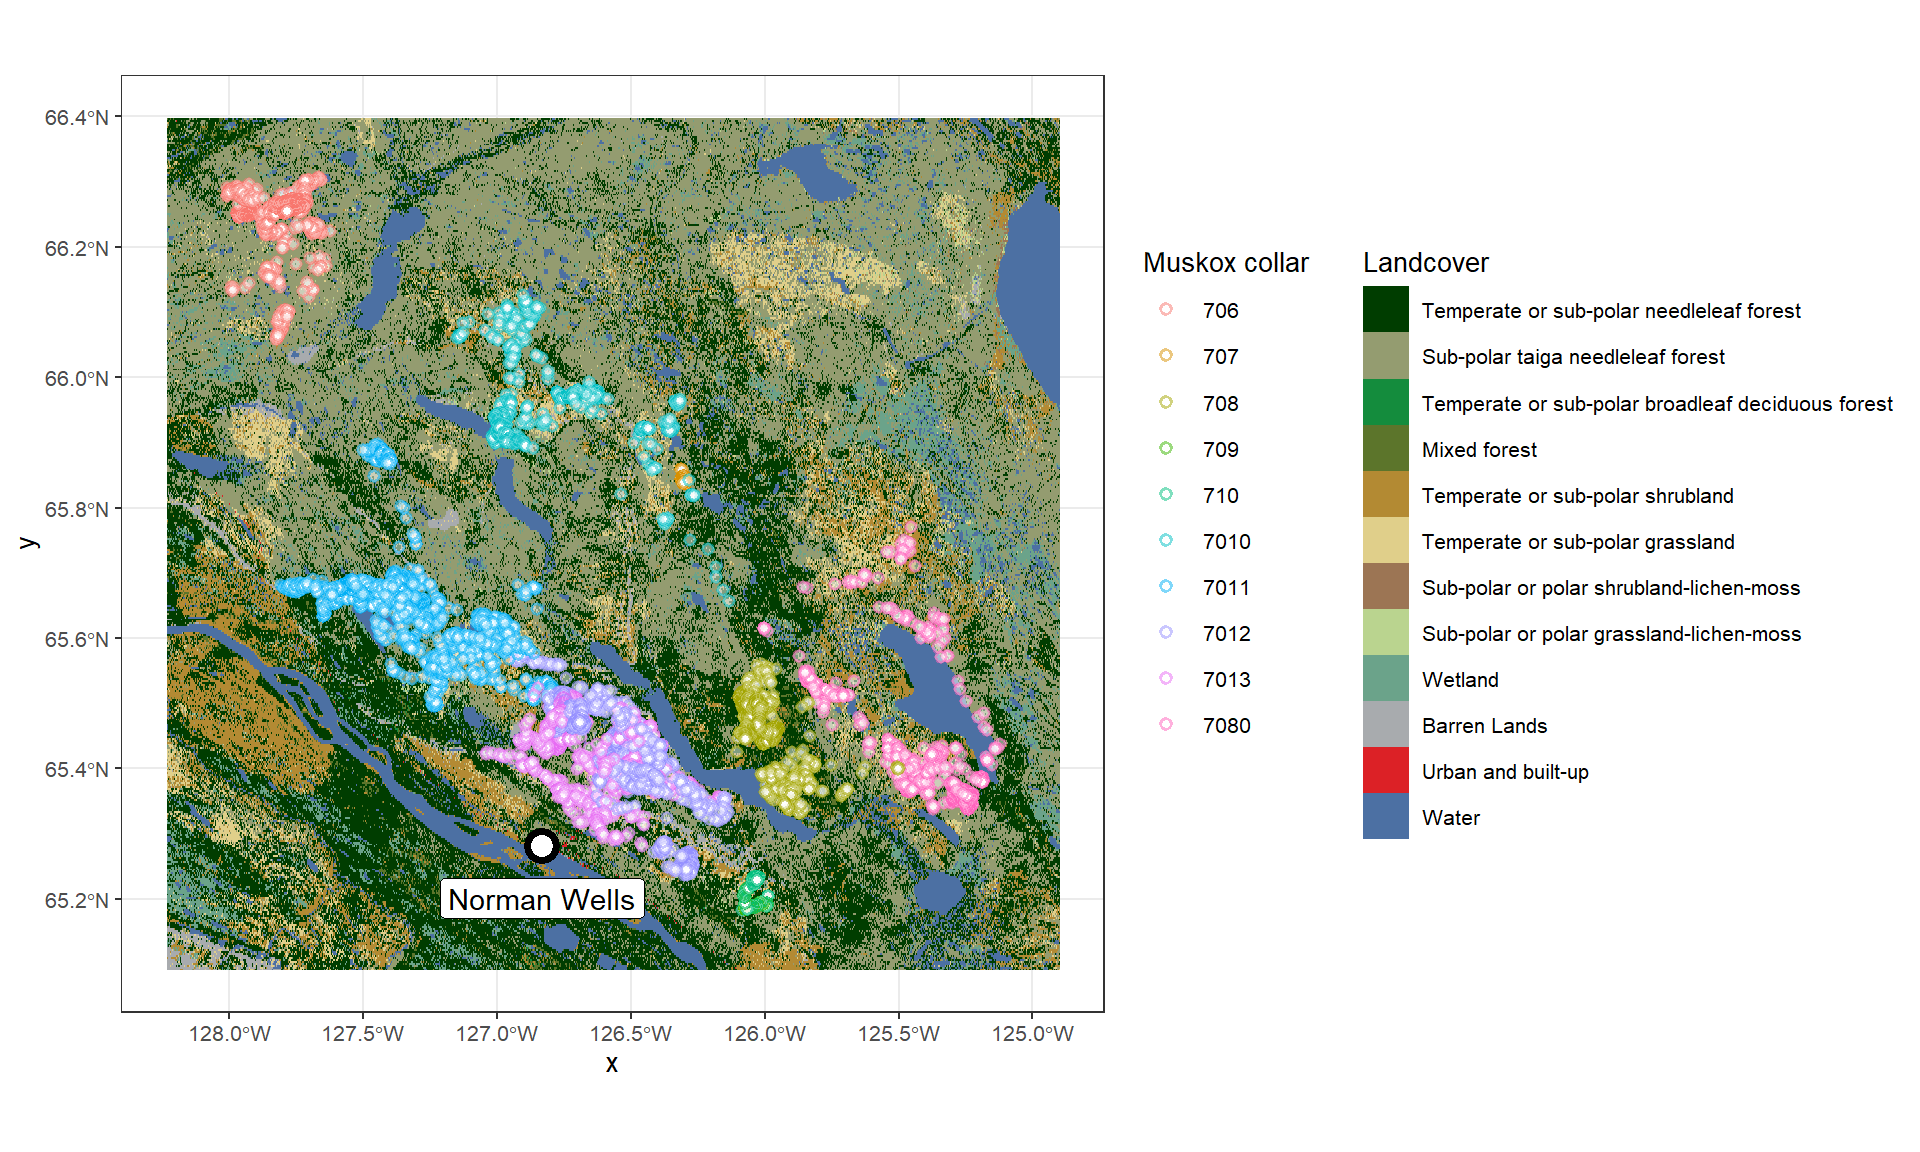 66.4°N
66.2°N
66.0°N
65.8°N
65.6°N
65.4°N
65.2°N
y
Norman Wells
128.0°W 127.5°W 127.0°W 126.5°W 126.0°W 125.5°W 125.0°W
x
Muskox collar
706
707
708
709
710
7010
7011
7012
7013
7080
Landcover
Temperate or sub-polar needleleaf forest
Sub-polar taiga needleleaf forest
Temperate or sub-polar broadleaf deciduous forest
Mixed forest
Temperate or sub-polar shrubland
Temperate or sub-polar grassland
Sub-polar or polar shrubland-lichen-moss
Sub-polar or polar grassland-lichen-moss
Wetland
Barren Lands
Urban and built-up
Water